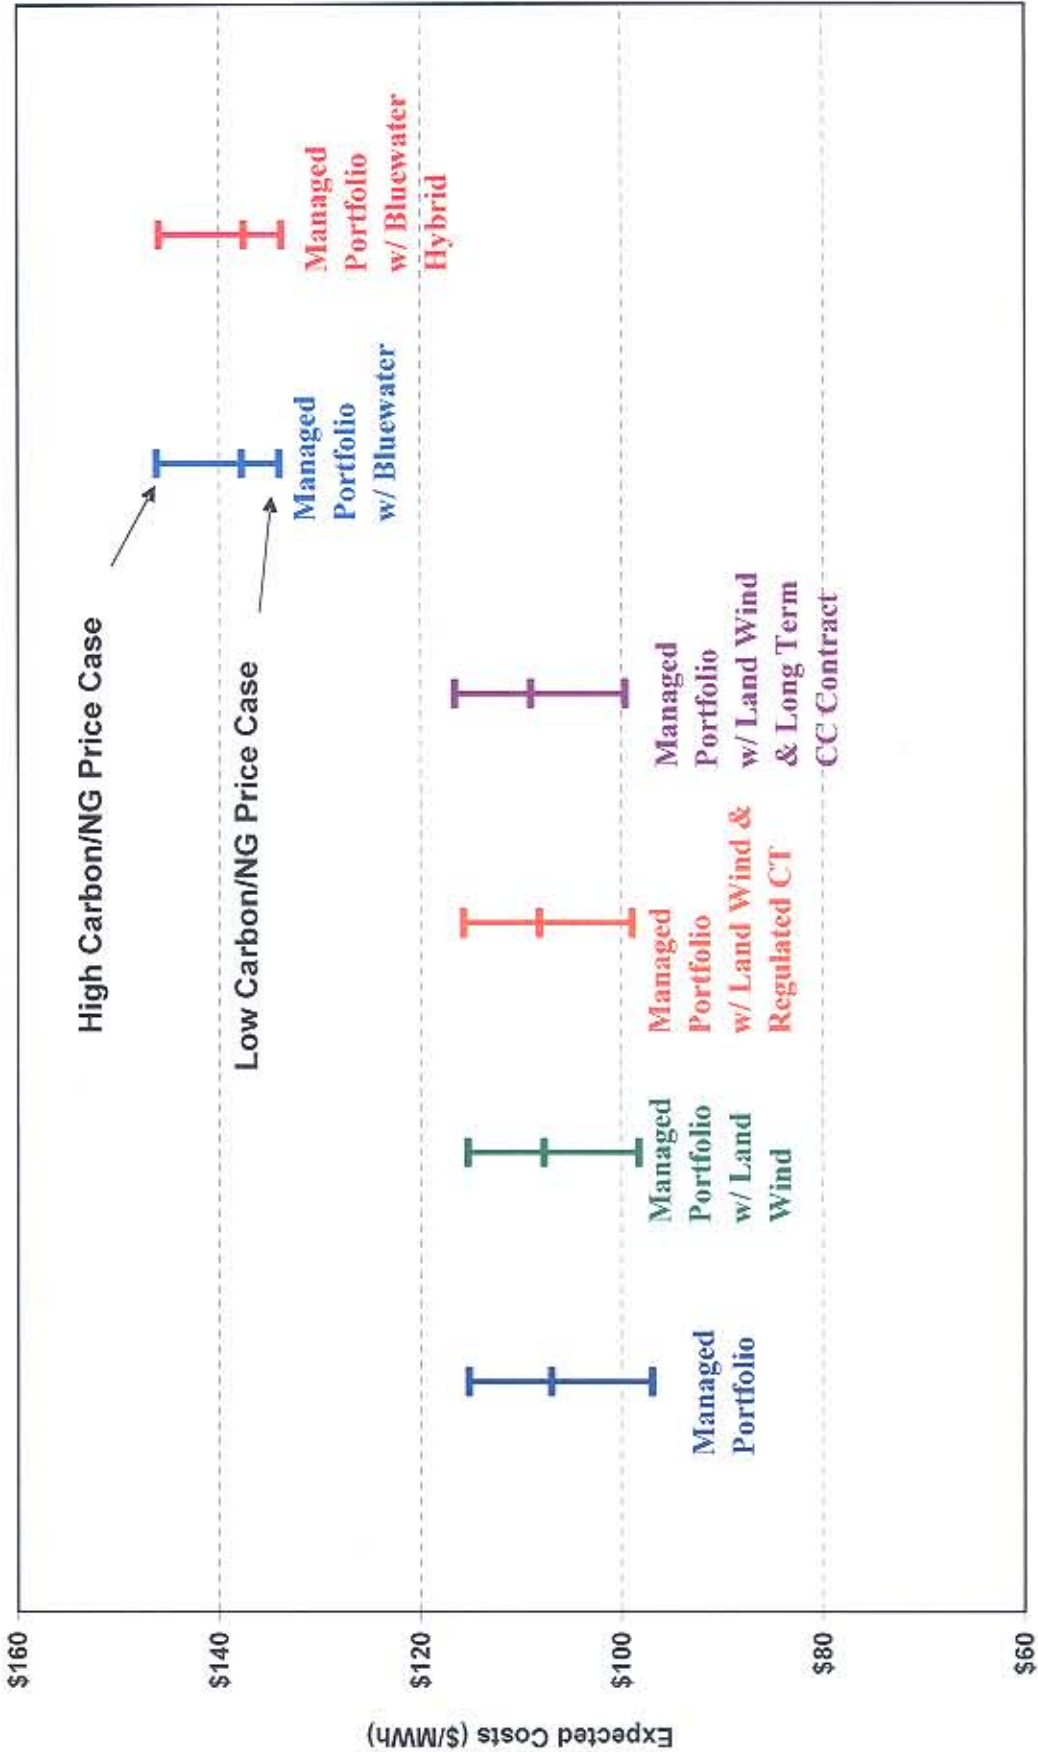 $160
$140
$120
$100
$80
$60
Expected Costs ($/MWh)
High Carbon/NG Price Case
Low Carbon/NG Price Case
Managed
Portfolio
Managed
Portfolio
w/ Land
Wind
Managed
Portfolio
w/ Land Wind &
Regulated CT
Managed
Portfolio
w/ Land Wind
& Long Term
CC Contract
Managed
Portfolio
w/ Bluewater
Managed
Portfolio
w/ Bluewater
Hybrid